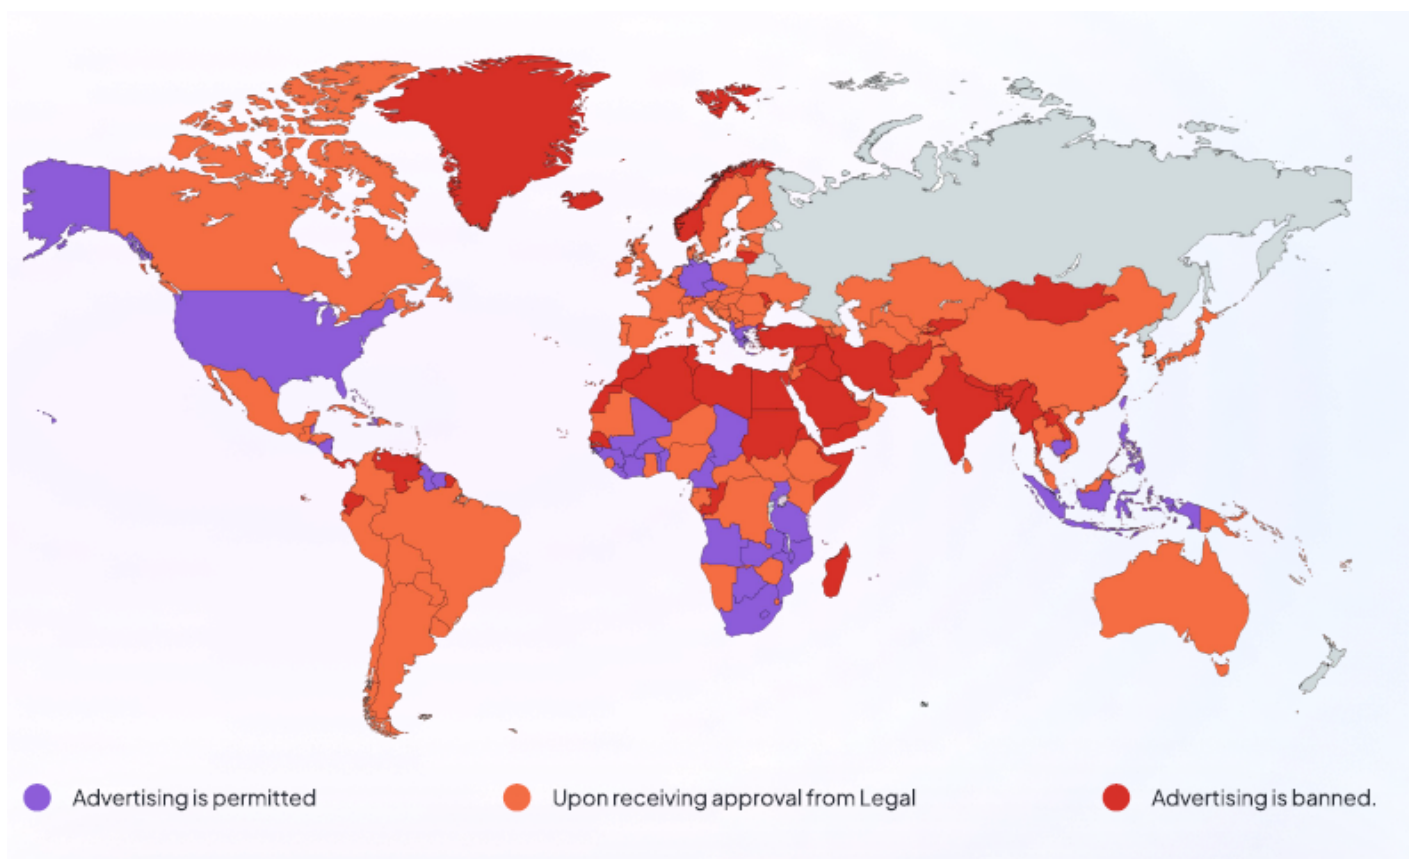 Advertising is permitted
Upon receiving approval from Legal
Advertising is banned.